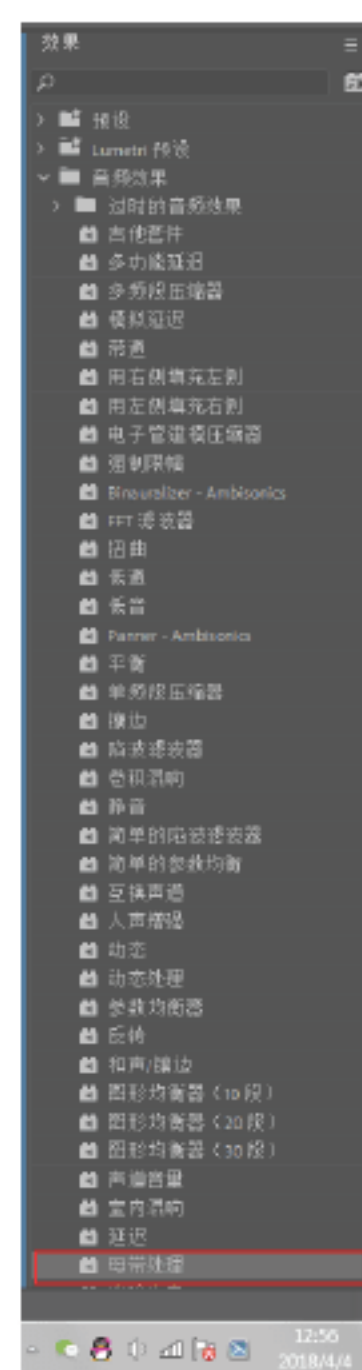 效果
预设
Lumetri 预设
音频效果
过时的音频效果
吉他套件
多功能延迟
多频段压缩器
模拟延迟
带通
用右侧填充左侧
用左侧填充右侧
电子管建模压缩器
强制限幅
Binauralizer - Ambisonics
FFT 滤波器
扭曲
低通
低音
Panner - Ambisonics
平衡
单频段压缩器
镶边
陷波滤波器
卷积混响
静音
简单的陷波滤波器
简单的参数均衡
互换声道
人声增强
动态
动态处理
参数均衡器
反转
和声/镶边
图形均衡器（10 段）
图形均衡器（20 段）
图形均衡器（30 段）
声道音量
室内混响
延迟
母带处理
12:56
2018/4/4